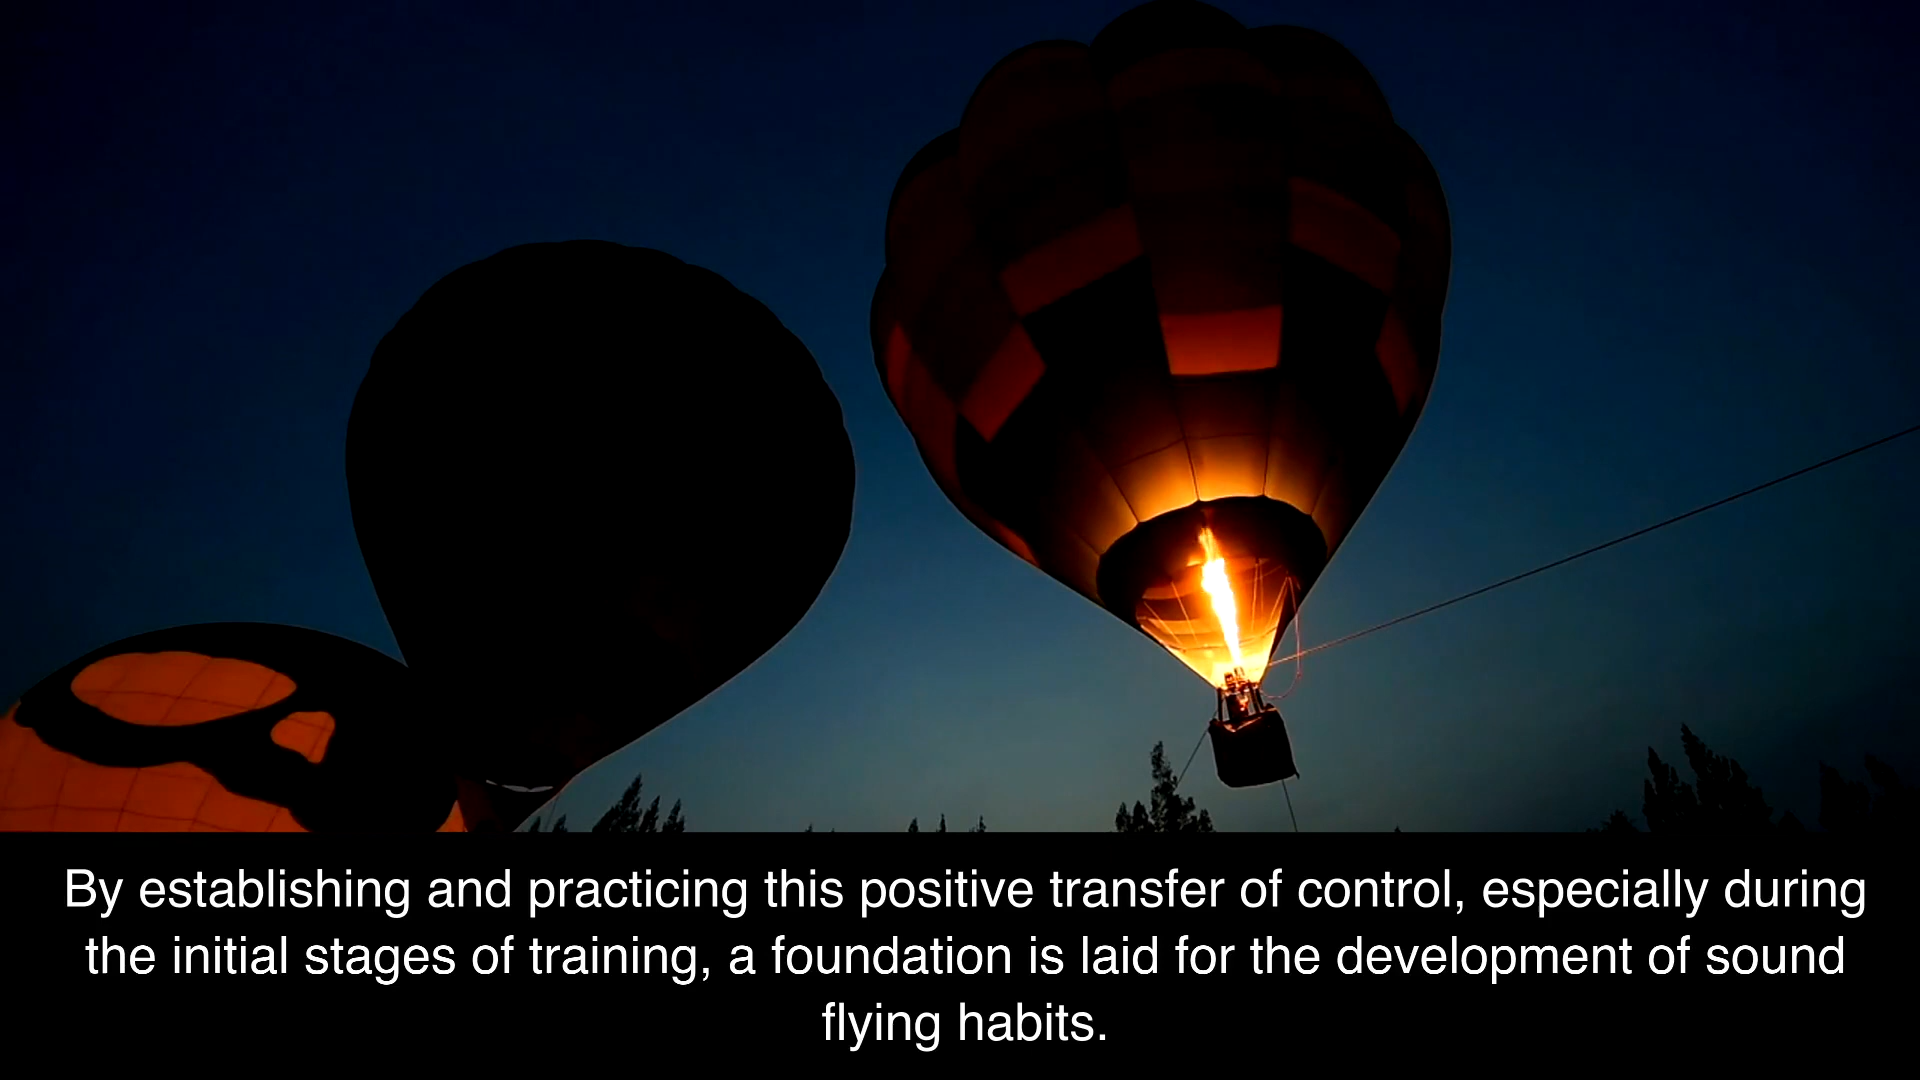 By establishing and practicing this positive transfer of control, especially during
the initial stages of training, a foundation is laid for the development of sound
flying habits.